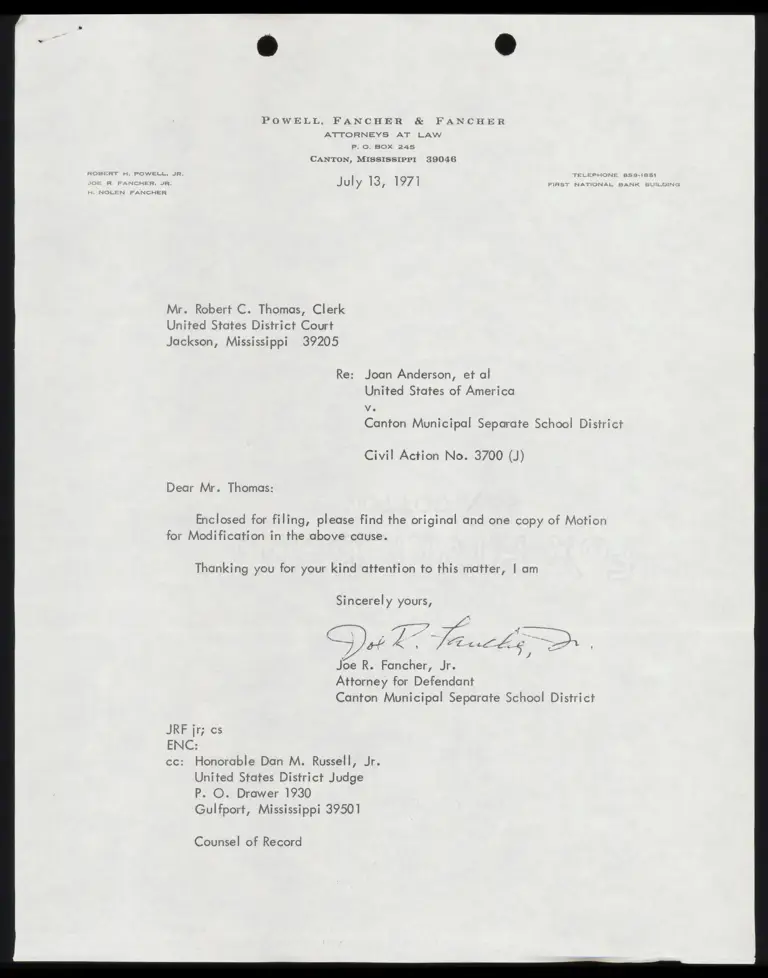 POWELL, FANCHER & FANCHER
ATTORNEYS AT LAW
P. O. BOX 245
CANTON, MISSISSIPPI 39046
ROBERT H. POWELL, JR.
JOE R. FANCHER, JR.
H. NOLEN FANCHER
TELEPHONE 859-1881
FIRST NATIONAL BANK BUILDING
July 13, 1971
Mr. Robert C. Thomas, Clerk
United States District Court
Jackson, Mississippi 39205
Re: Joan Anderson, et al
United States of America
v.
Canton Municipal Separate School District
Civil Action No. 3700 (J)
Dear Mr. Thomas:
Enclosed for filing, please find the original and one copy of Motion
for Modification in the above cause.
Thanking you for your kind attention to this matter, I am
Sincerely yours,
Joe R. Fancher, Jr.
Joe R. Fancher, Jr.
Attorney for Defendant
Canton Municipal Separate School District
JRF jr; cs
ENC:
cc: Honorable Dan M. Russell, Jr.
United States District Judge
P. O. Drawer 1930
Gulfport, Mississippi 39501
Counsel of Record